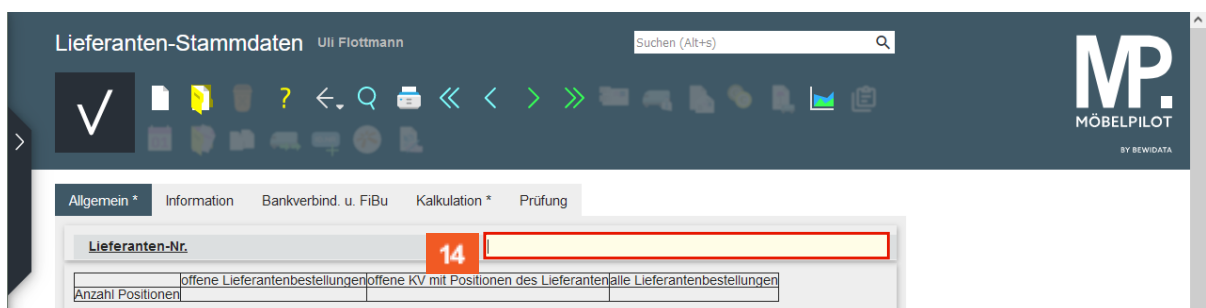 Lieferanten-Stammdaten Uli Flottmann
Suchen (Alt+s)
MP.
MÖBELPILOT
BY BEWIDATA
Allgemein * Information Bankverbind. u. FiBu Kalkulation * Prüfung
Lieferanten-Nr.
14
offene Lieferantenbestellungen offene KV mit Positionen des Lieferanten alle Lieferantenbestellungen
Anzahl Positionen